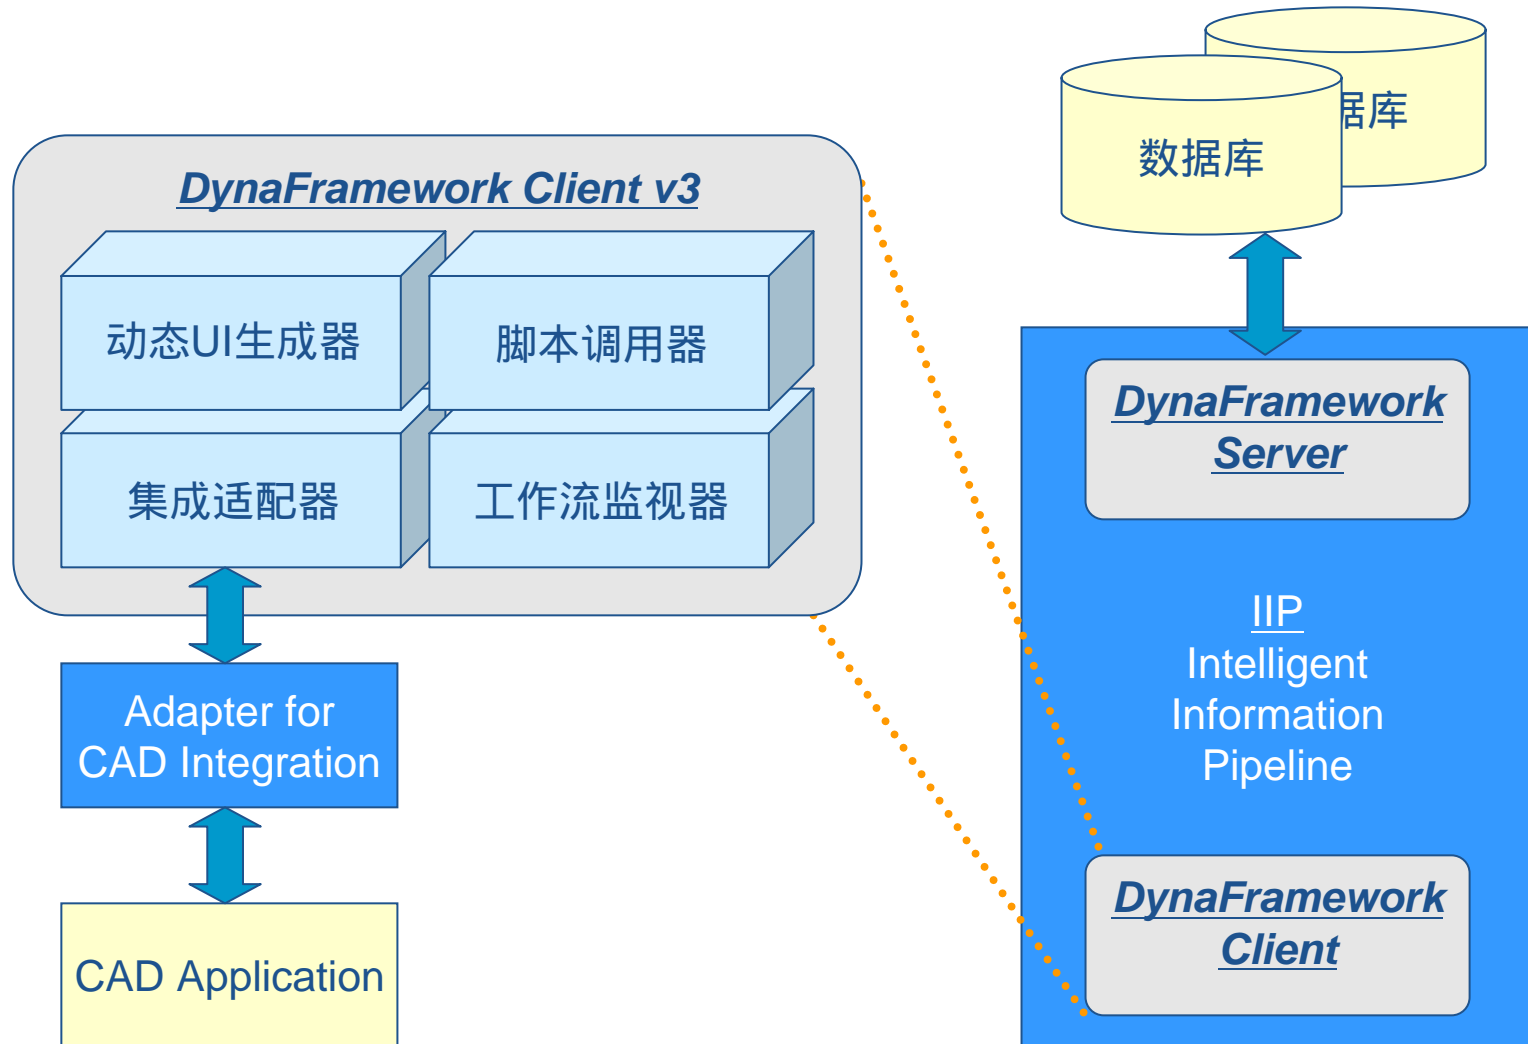 DynaFramework Client v3
动态UI生成器
脚本调用器
集成适配器
工作流监视器
Adapter for
CAD Integration
CAD Application
数据库
据库
DynaFramework
Server
IIP
Intelligent
Information
Pipeline
DynaFramework
Client